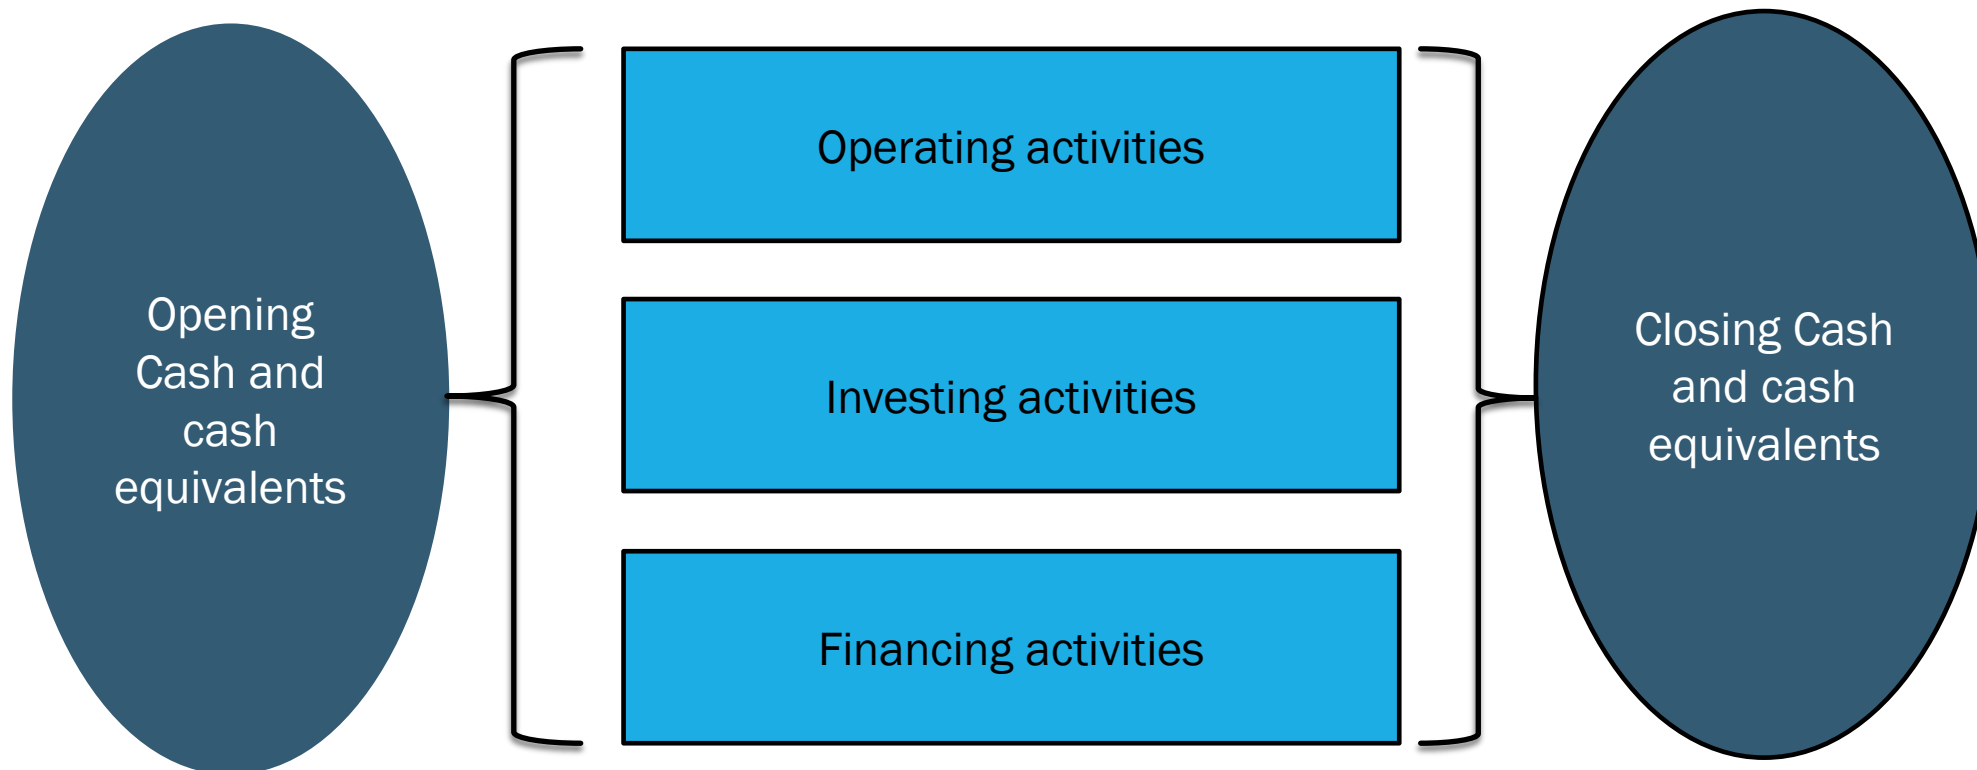 Opening
Cash and
cash
equivalents
Operating activities
Investing activities
Financing activities
Closing Cash
and cash
equivalents